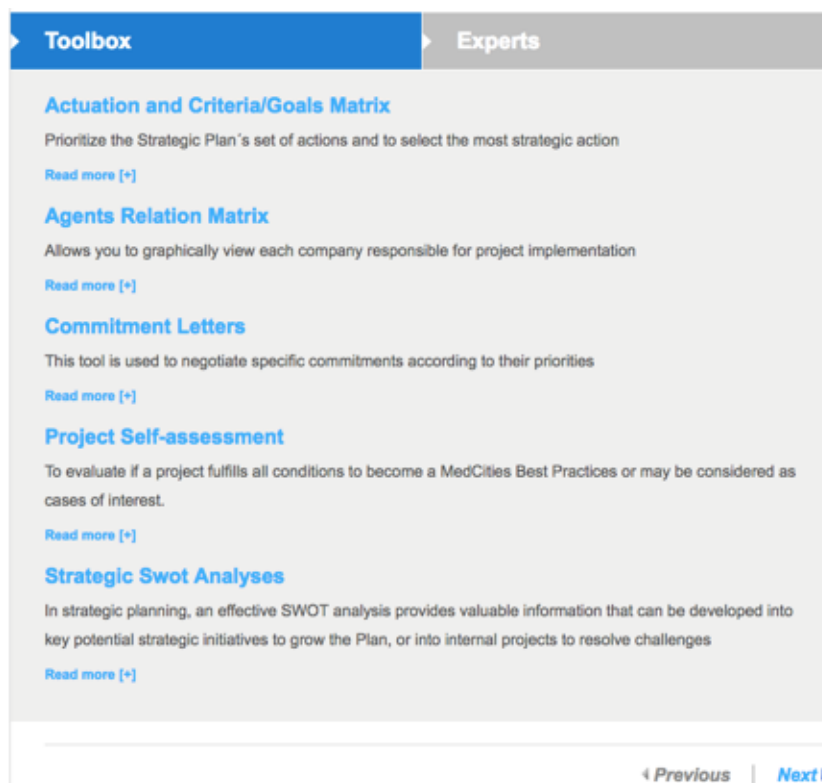 Toolbox
Experts
Actuation and Criteria/Goals Matrix
Prioritize the Strategic Plan´s set of actions and to select the most strategic action
Read more [+]
Agents Relation Matrix
Allows you to graphically view each company responsible for project implementation
Read more [+]
Commitment Letters
This tool is used to negotiate specific commitments according to their priorities
Read more [+]
Project Self-assessment
To evaluate if a project fulfills all conditions to become a MedCities Best Practices or may be considered as
cases of interest.
Read more [+]
Strategic Swot Analyses
In strategic planning, an effective SWOT analysis provides valuable information that can be developed into
key potential strategic initiatives to grow the Plan, or into internal projects to resolve challenges
Read more [+]
Previous | Next